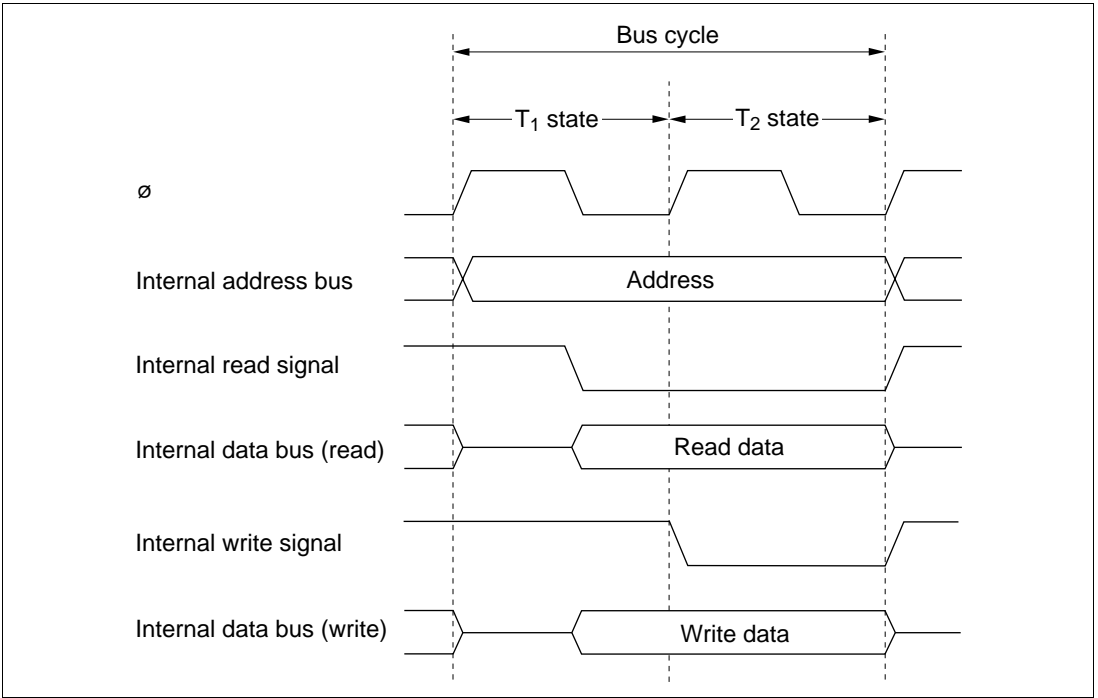 Bus cycle
T₁ state
T₂ state
ø
Internal address bus
Address
Internal read signal
Internal data bus (read)
Read data
Internal write signal
Internal data bus (write)
Write data